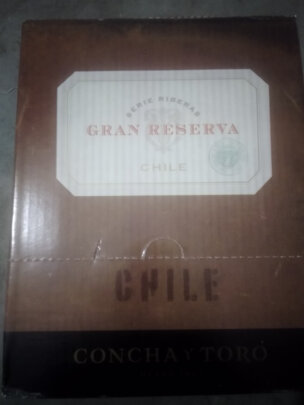 SERIE RIBERAS
GRAN RESERVA
CHILE
CHILE
CONCHA Y TORO